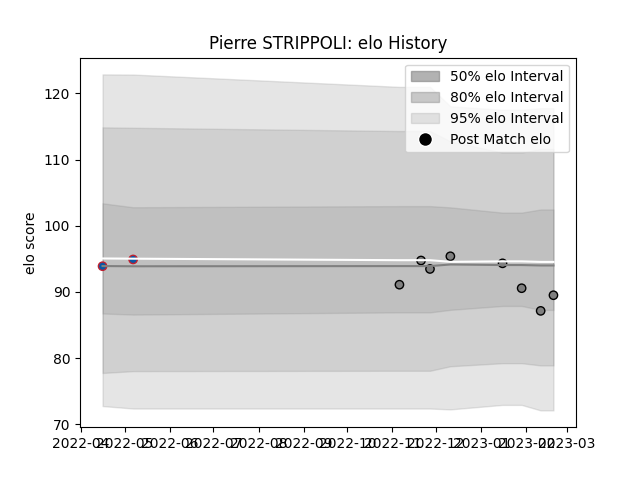 Pierre STRIPPOLI: elo History
50% elo Interval
80% elo Interval
95% elo Interval
Post Match elo
elo score
120
110
100
90
80
70
2022-04 2022-05 2022-06 2022-07 2022-08 2022-09 2022-10 2022-11 2022-12 2023-01 2023-02 2023-03